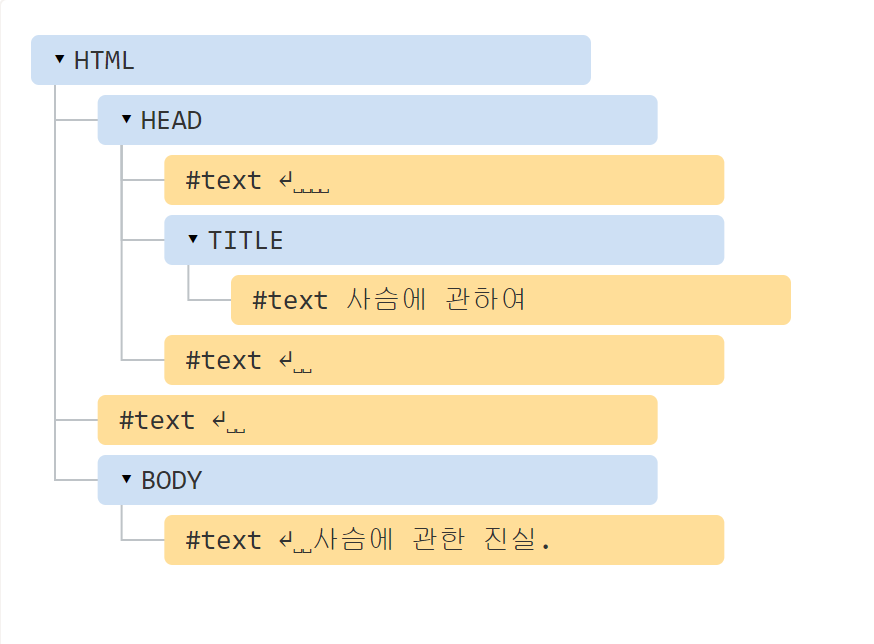 ▾ HTML
▾ HEAD
#text ↵␣␣␣␣
▾ TITLE
#text 사슴에 관하여
#text ↵␣␣
#text ↵␣␣
▾ BODY
#text ↵␣␣사슴에 관한 진실.